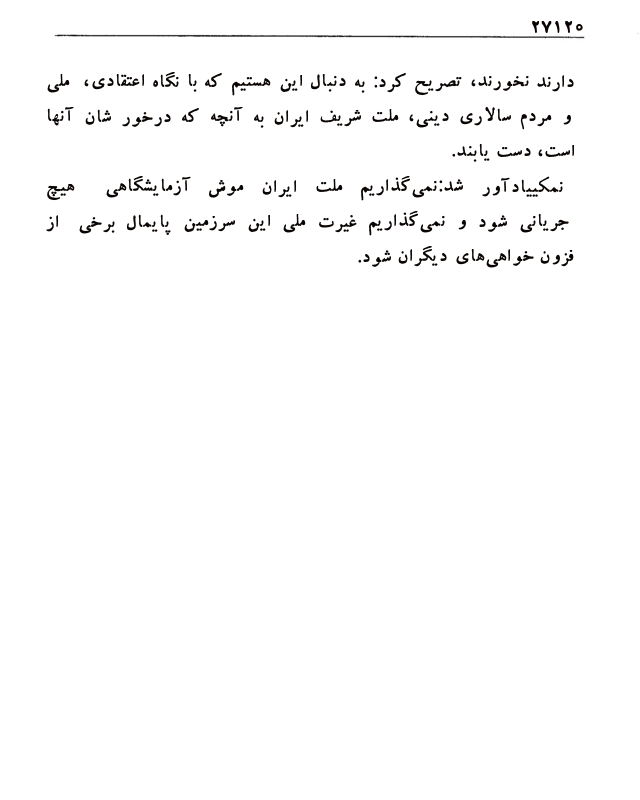 ۲۷۱۲۰
دارند نخورند، تصریح کرد: به دنبال این هستیم که با نگاه اعتقادی، ملی
و مردم سالاری دینی، ملت شریف ایران به آنچه که درخور شان آنها
است، دست یابند.
نمکییادآور شد:نمی‌گذاریم ملت ایران موش آزمایشگاهی هیچ
جریانی شود و نمی‌گذاریم غیرت ملی این سرزمین پایمال برخی از
فزون خواهی‌های دیگران شود.